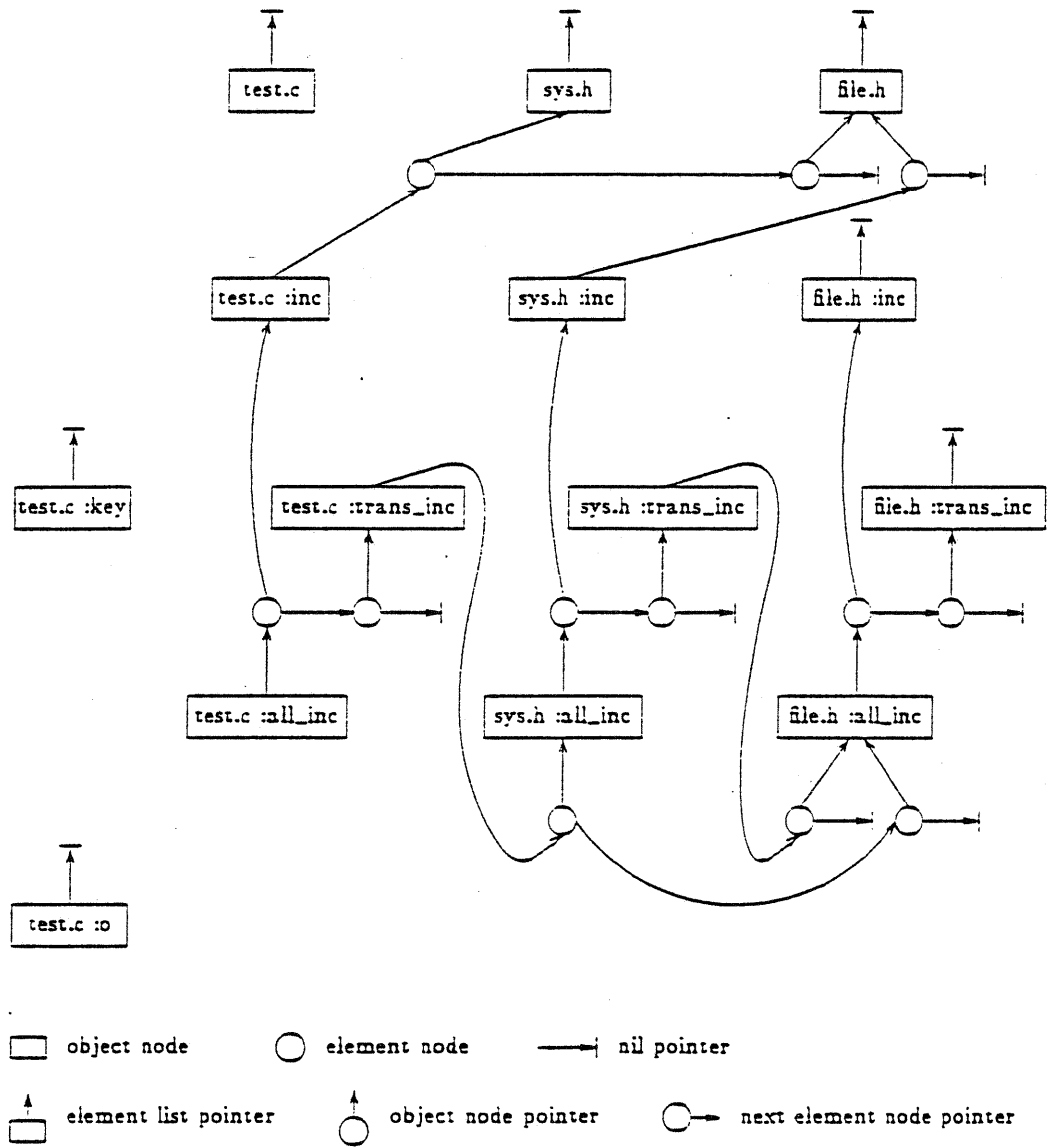 test.c
sys.h
file.h
test.c :inc
sys.h :inc
file.h :inc
test.c :key
test.c :trans_inc
sys.h :trans_inc
file.h :trans_inc
test.c :all_inc
sys.h :all_inc
file.h :all_inc
test.c :o
object node
element node
nil pointer
element list pointer
object node pointer
next element node pointer